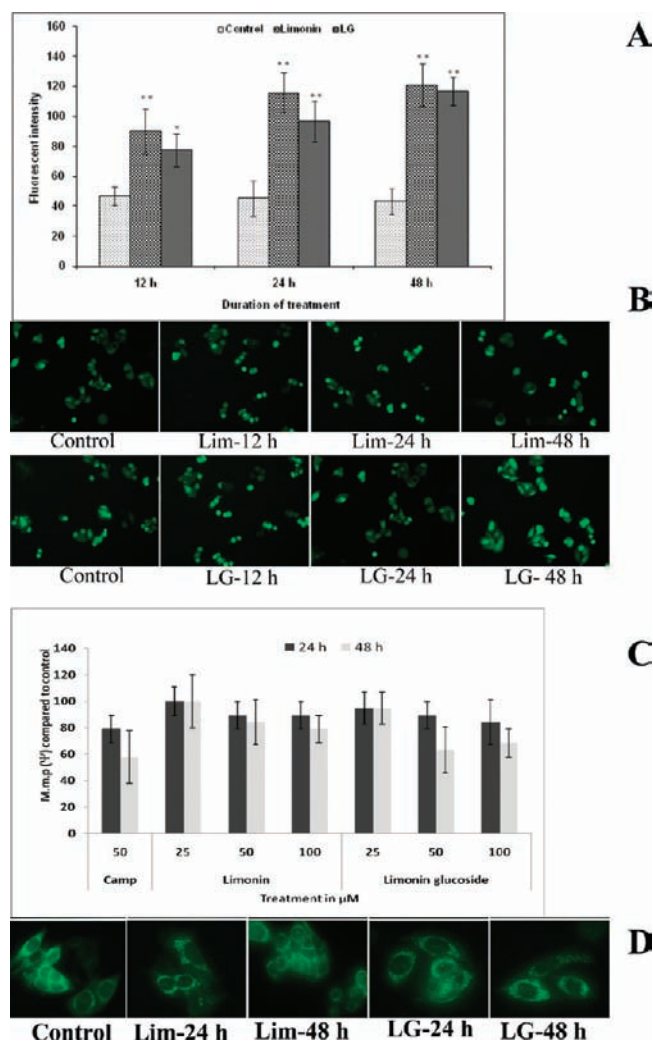 A
160
Control Limonin LG
140
120
100
80
60
40
20
0
Fluorescent intensity
** *
** **
** **
12 h 24 h 48 h
Duration of treatment
B
Control Lim-12 h Lim-24 h Lim-48 h
Control LG-12 h LG-24 h LG- 48 h
C
140
24 h 48 h
120
100
80
60
40
20
0
M.m.p (Ψ) compared to control
50 25 50 100 25 50 100
Camp Limonin Limonin glucoside
Treatment in µM
D
Control Lim-24 h Lim-48 h LG-24 h LG-48 h